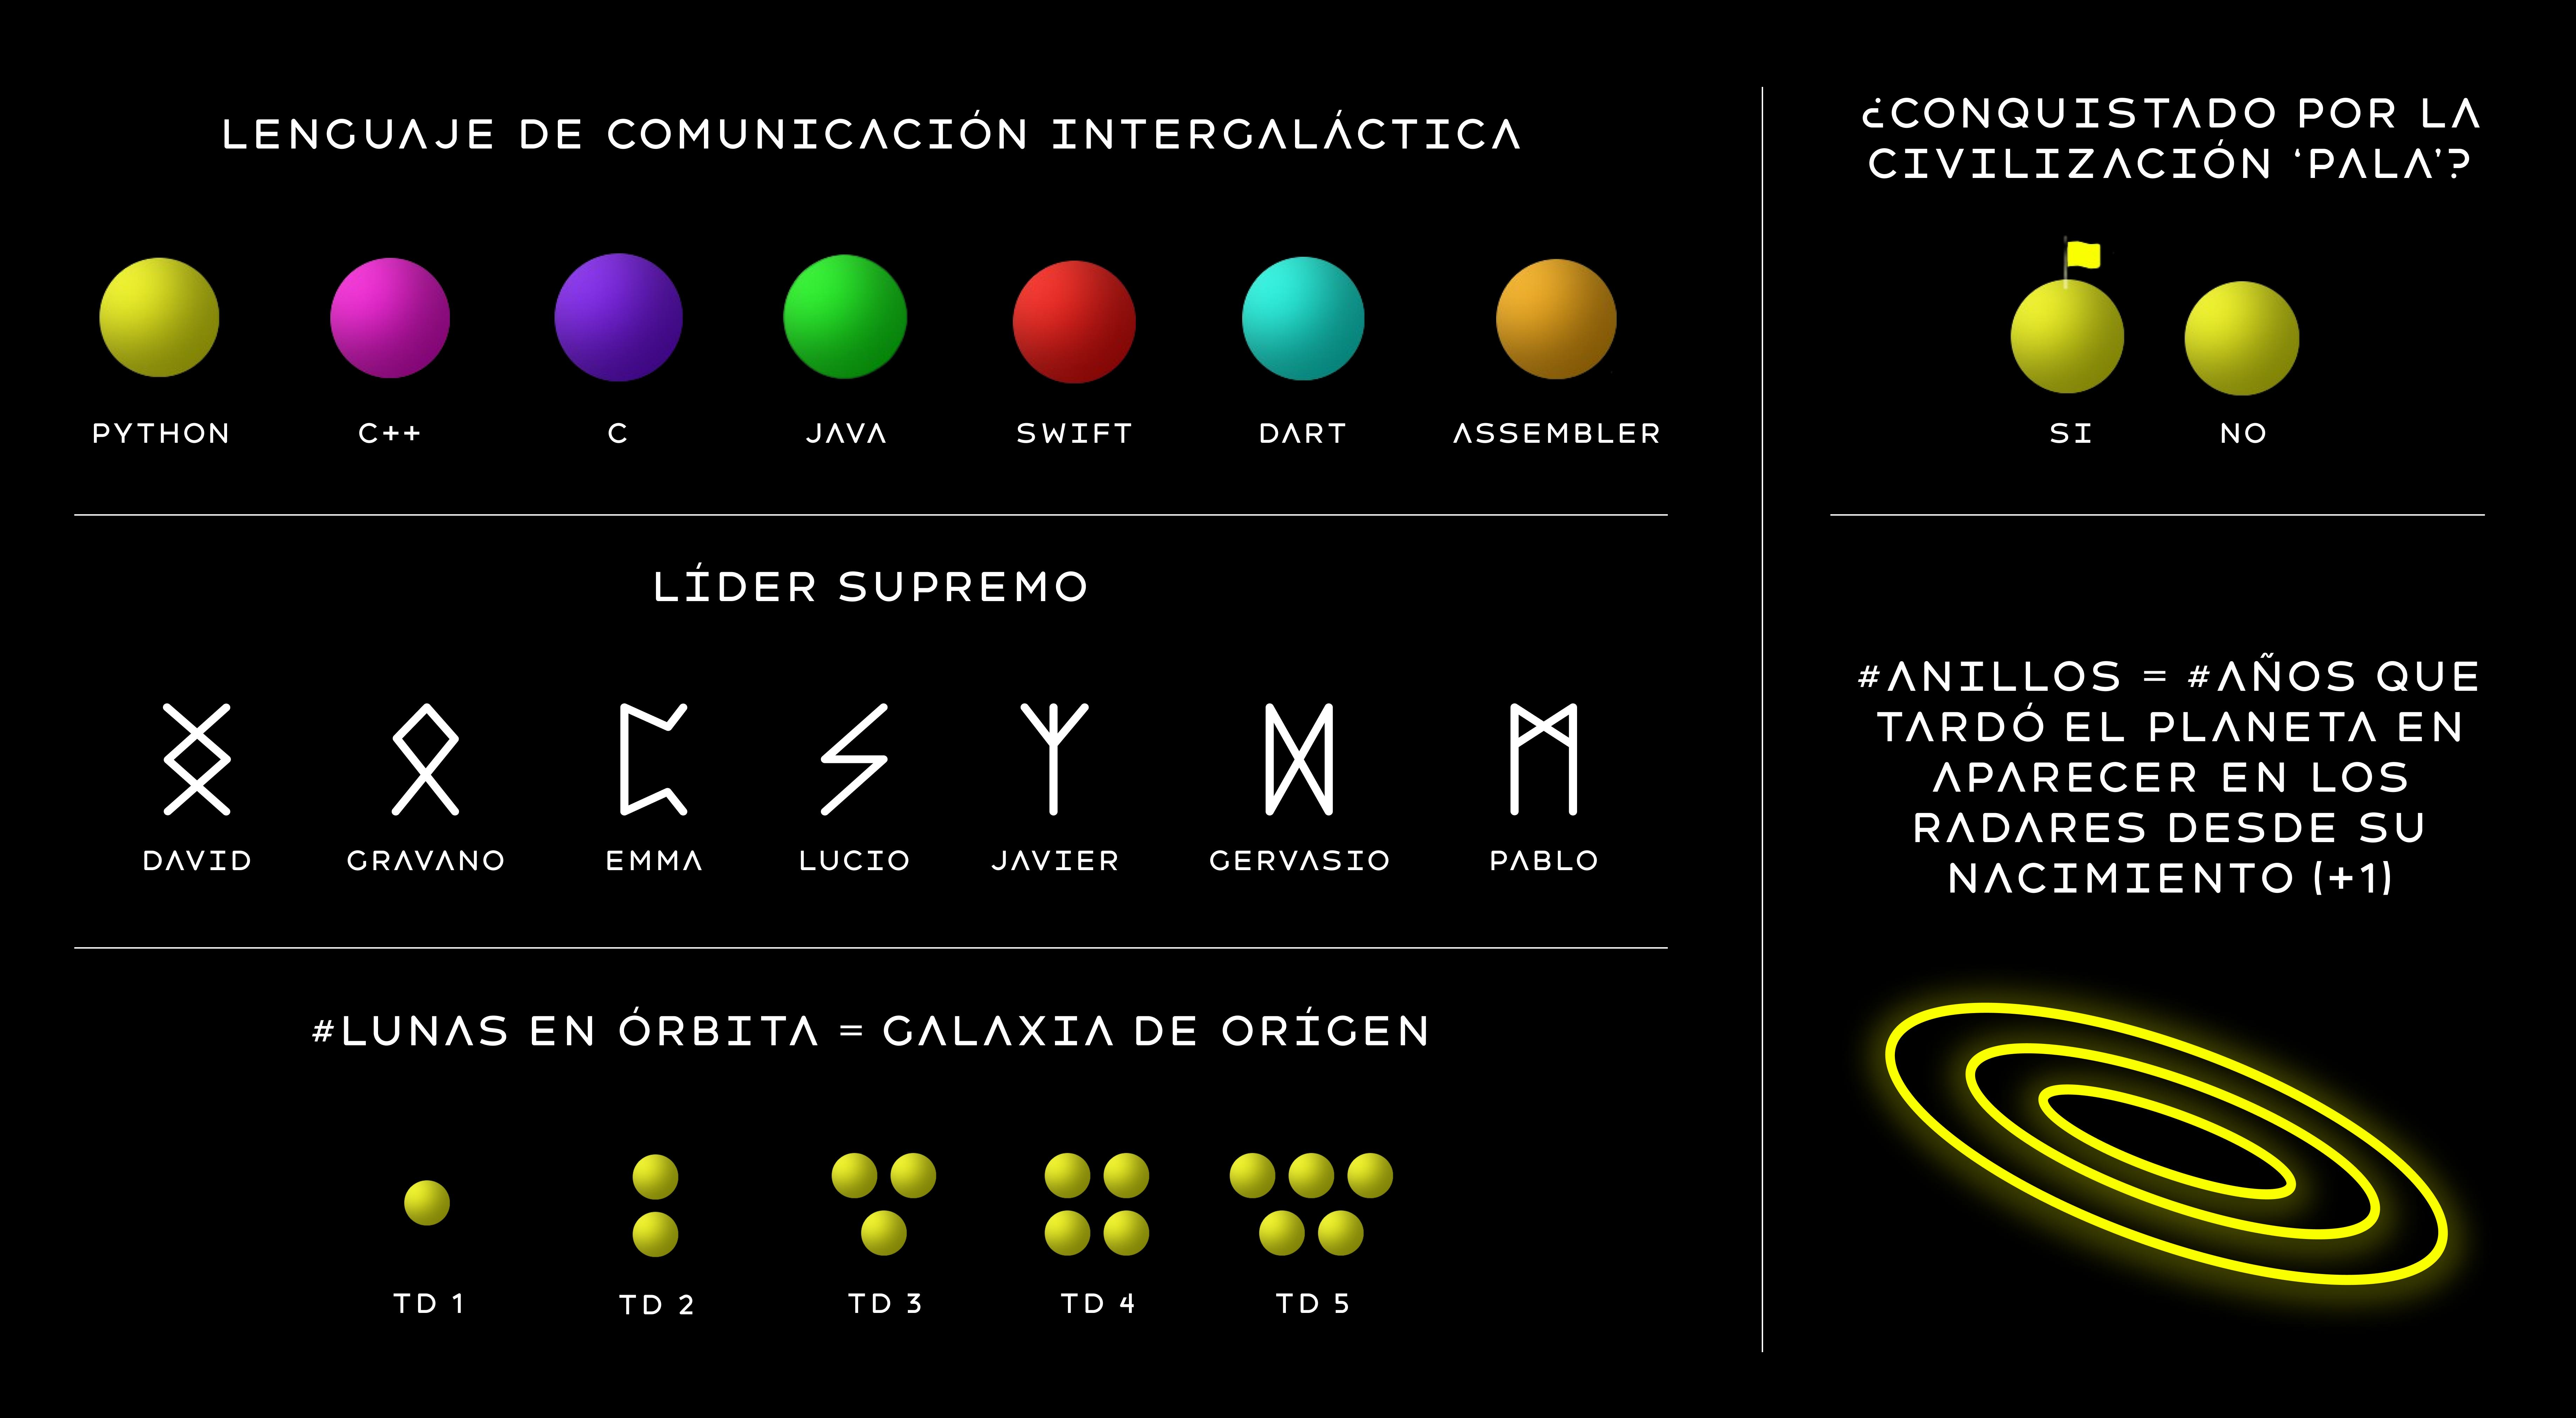 LENGUAJE DE COMUNICACIÓN INTERGALÁCTICA
PYTHON
C++
C
JAVA
SWIFT
DART
ASSEMBLER
LÍDER SUPREMO
DAVID
GRAVANO
EMMA
LUCIO
JAVIER
GERVASIO
PABLO
#LUNAS EN ÓRBITA = GALAXIA DE ORÍGEN
TD 1
TD 2
TD 3
TD 4
TD 5
¿CONQUISTADO POR LA
CIVILIZACIÓN ‘PALA’?
SI
NO
#ANILLOS = #AÑOS QUE
TARDÓ EL PLANETA EN
APARECER EN LOS
RADARES DESDE SU
NACIMIENTO (+1)